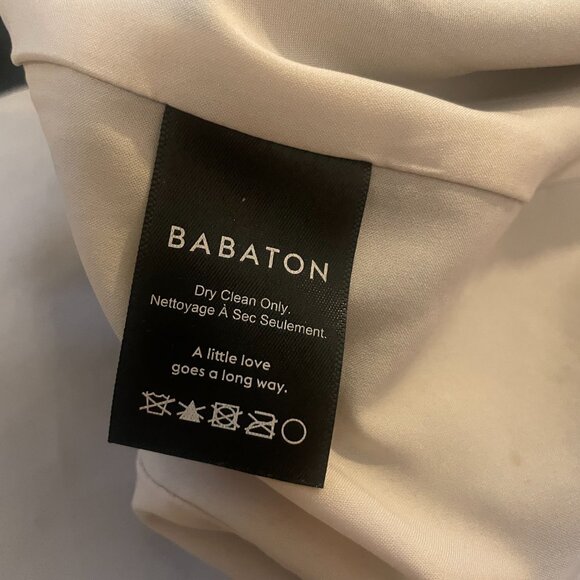 BABATON
Dry Clean Only.
Nettoyage À Sec Seulement.
A little love
goes a long way.